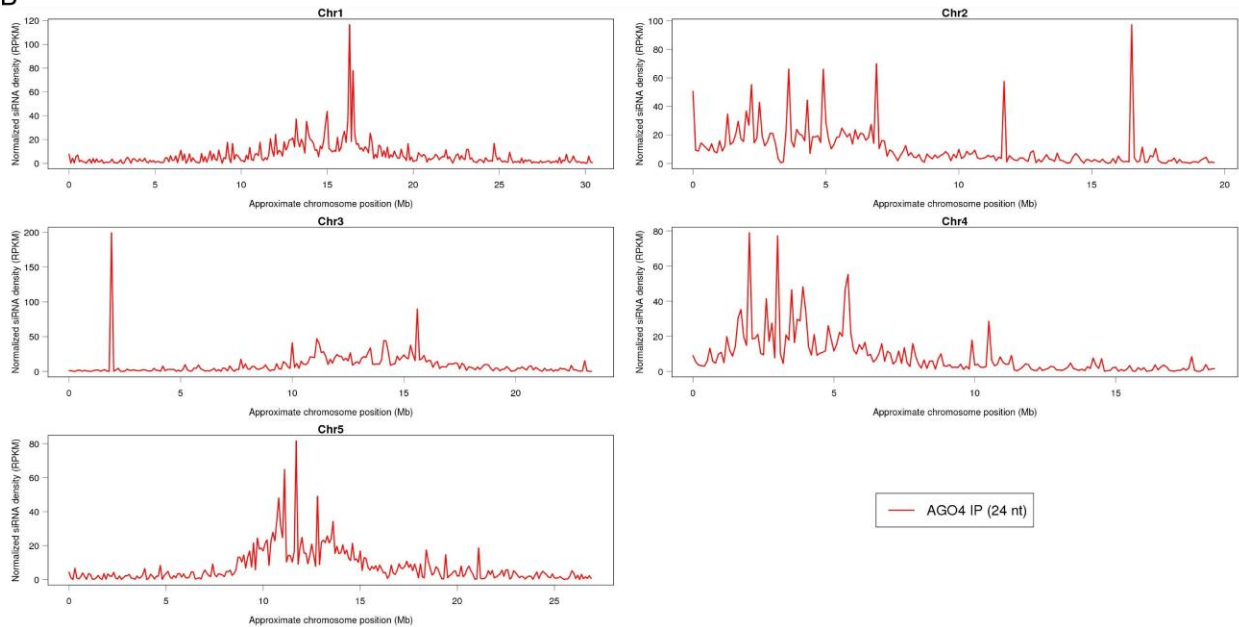 B
Chr1
Normalized siRNA density (RPKM)
120
100
80
60
40
20
0
0 5 10 15 20 25 30
Approximate chromosome position (Mb)
Chr2
Normalized siRNA density (RPKM)
100
80
60
40
20
0
0 5 10 15 20
Approximate chromosome position (Mb)
Chr3
Normalized siRNA density (RPKM)
200
150
100
50
0
0 5 10 15 20
Approximate chromosome position (Mb)
Chr4
Normalized siRNA density (RPKM)
80
60
40
20
0
0 5 10 15
Approximate chromosome position (Mb)
Chr5
Normalized siRNA density (RPKM)
80
60
40
20
0
0 5 10 15 20 25
Approximate chromosome position (Mb)
AGO4 IP (24 nt)